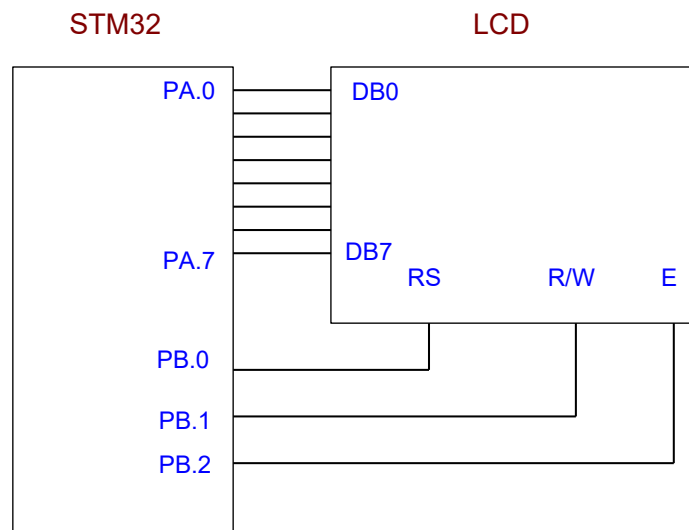 STM32 LCD
PA.0 DB0
PA.7 DB7
RS R/W E
PB.0
PB.1
PB.2